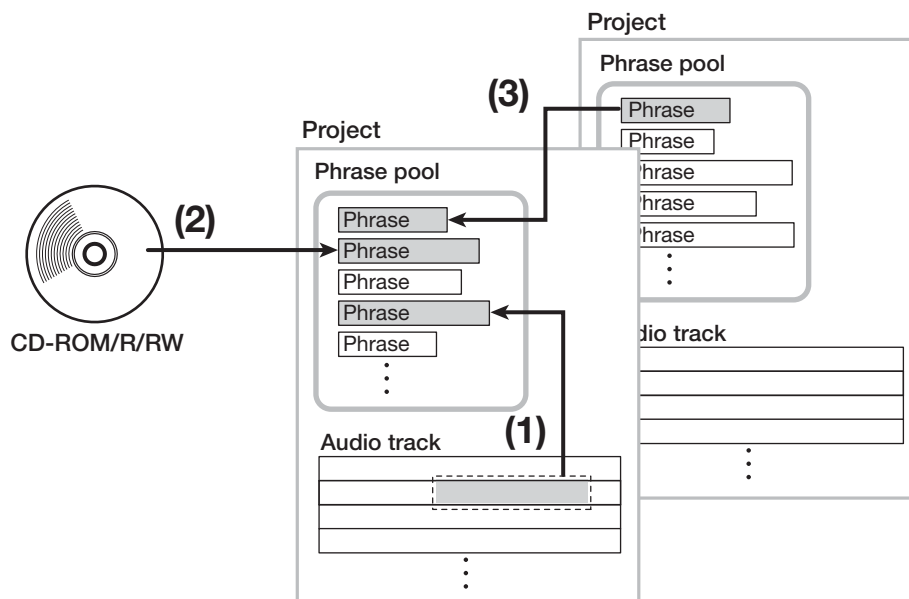 Project
Phrase pool
Phrase
Phrase
Phrase
Phrase
Phrase
Audio track
(1)
(2)
CD-ROM/R/RW
(3)
Project
Phrase pool
Phrase
Phrase
hrase
hrase
hrase
dio track